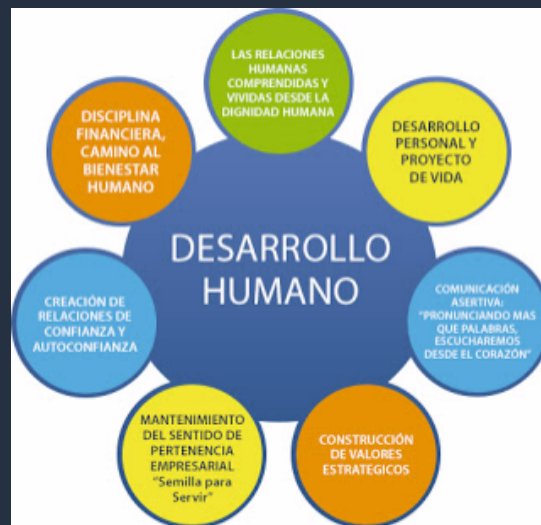 LAS RELACIONES
HUMANAS
COMPRENDIDAS Y
VIVIDAS DESDE LA
DIGNIDAD HUMANA
DISCIPLINA
FINANCIERA,
CAMINO AL
BIENESTAR
HUMANO
DESARROLLO
PERSONAL Y
PROYECTO
DE VIDA
DESARROLLO
HUMANO
CREACIÓN DE
RELACIONES DE
CONFIANZA Y
AUTOCONFIANZA
COMUNICACIÓN
ASERTIVA:
"PRONUNCIANDO MAS
QUE PALABRAS,
ESCUCHAREMOS
DESDE EL CORAZÓN"
MANTENIMIENTO
DEL SENTIDO DE
PERTENENCIA
EMPRESARIAL
"Semilla para
Servir"
CONSTRUCCIÓN
DE VALORES
ESTRATEGICOS